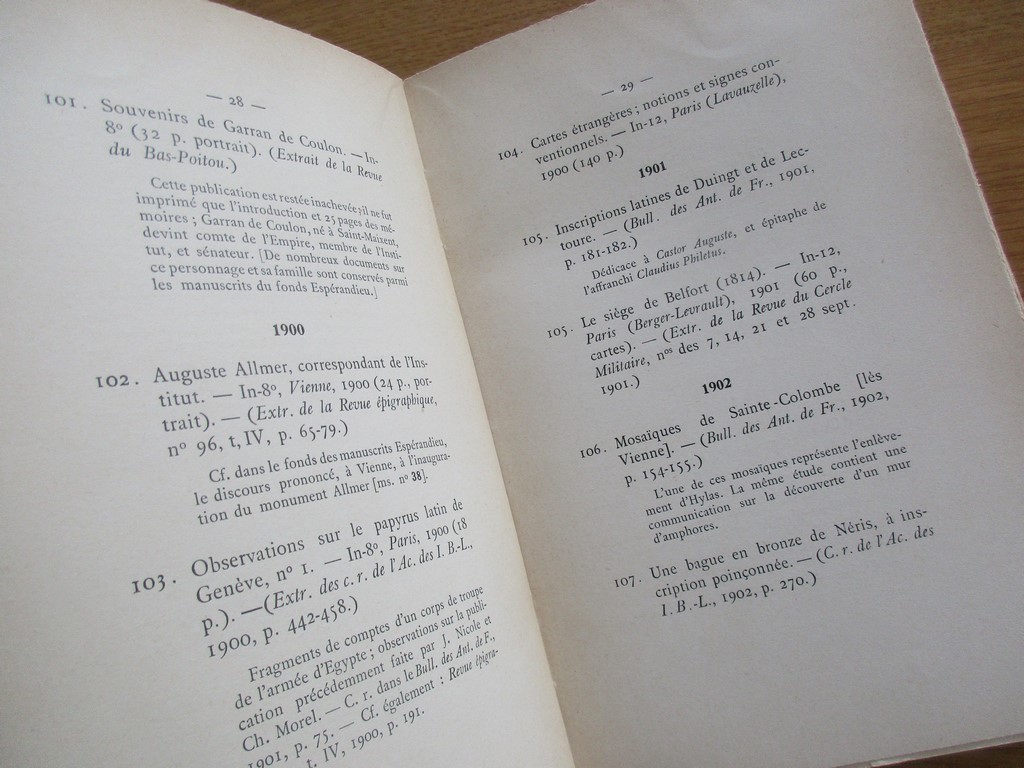 — 28 —
101. Souvenirs de Garran de Coulon. — In-
8º (32 p. portrait). (Extrait de la Revue
du Bas-Poitou.)
Cette publication est restée inachevée; il ne fut
imprimé que l'introduction et 25 pages des mé-
moires; Garran de Coulon, né à Saint-Maixent,
devint comte de l'Empire, membre de l'Insti-
tut, et sénateur. [De nombreux documents sur
ce personnage et sa famille sont conservés parmi
les manuscrits du fonds Espérandieu.]
1900
102. Auguste Allmer, correspondant de l'Ins-
titut. — In-8º, Vienne, 1900 (24 p., por-
trait). — (Extr. de la Revue épigraphique,
nº 96, t, IV, p. 65-79.)
Cf. dans le fonds des manuscrits Espérandieu,
le discours prononcé, à Vienne, à l'inaugura-
tion du monument Allmer [ms. nº 38].
103. Observations sur le papyrus latin de
Genève, nº 1. — In-8º, Paris, 1900 (18
p.). — (Extr. des c. r. de l'Ac. des I. B.-L.,
1900, p. 442-458.)
Fragments de comptes d'un corps de troupe
de l'armée d'Egypte; observations sur la publi-
cation précédemment faite par J. Nicole et
Ch. Morel. — C. r. dans le Bull. des Ant. de F.,
1901, p. 75. — Cf. également : Revue épigra-
t. IV, 1900, p. 191.
— 29 —
104. Cartes étrangères; notions et signes con-
ventionnels. — In-12, Paris (Lavauzelle),
1900 (140 p.)
1901
105. Inscriptions latines de Duingt et de Lec-
toure. — (Bull. des Ant. de Fr., 1901,
p. 181-182.)
Dédicace à Castor Auguste, et épitaphe de
l'affranchi Claudius Philetus.
105. Le siège de Belfort (1814). — In-12,
Paris (Berger-Levrault), 1901 (60 p.,
cartes). — (Extr. de la Revue du Cercle
Militaire, nos des 7, 14, 21 et 28 sept.
1901.)
1902
106. Mosaïques de Sainte-Colombe [lès
Vienne]. — (Bull. des Ant. de Fr., 1902,
p. 154-155.)
L'une de ces mosaïques représente l'enlève-
ment d'Hylas. La même étude contient une
communication sur la découverte d'un mur
d'amphores.
107. Une bague en bronze de Néris, à ins-
cription poinçonnée. — (C. r. de l'Ac. des
I. B.-L., 1902, p. 270.)